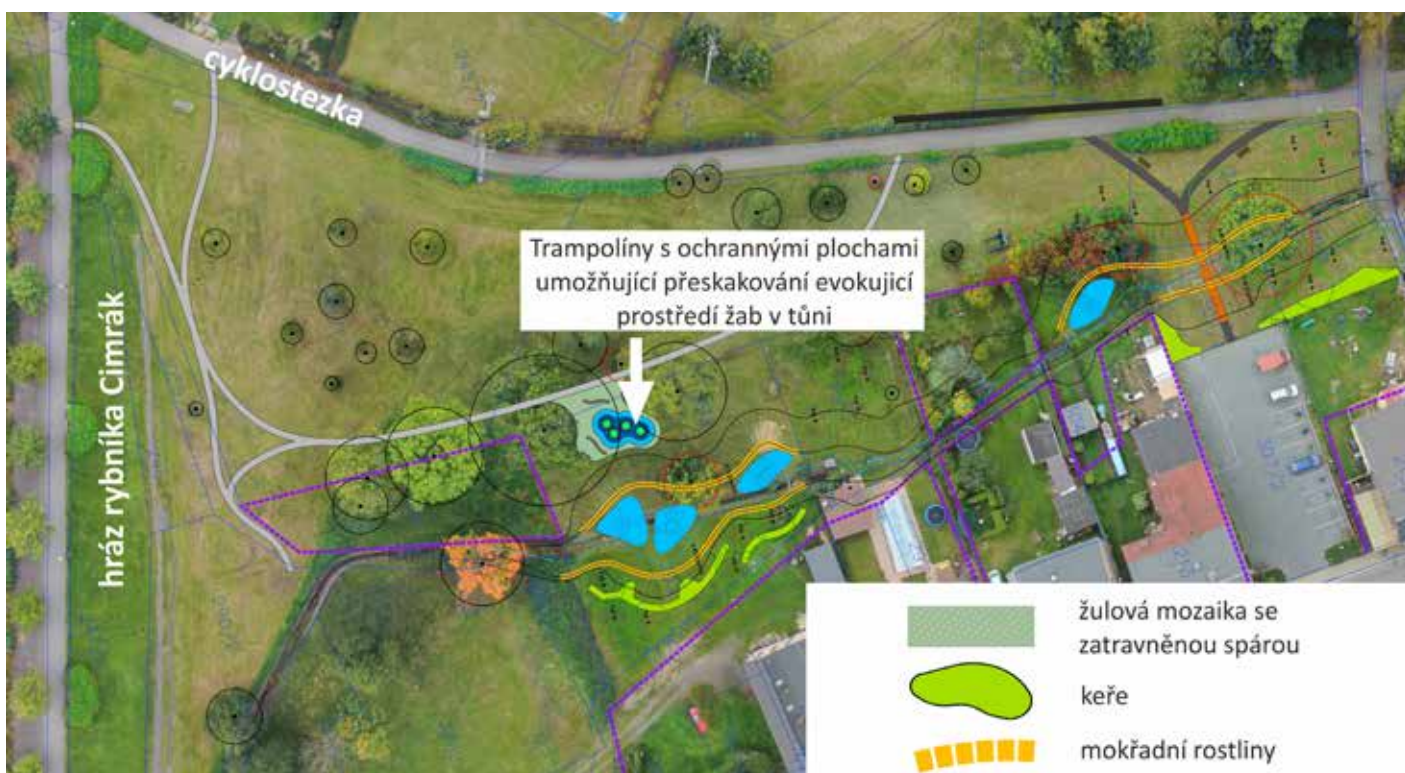 cyklostezka
Trampolíny s ochrannými plochami
umožňující přeskakování evokujicí
prostředí žab v tůni
hráz rybníka Cimrák
žulová mozaika se
zatravněnou spárou
keře
mokřadní rostliny